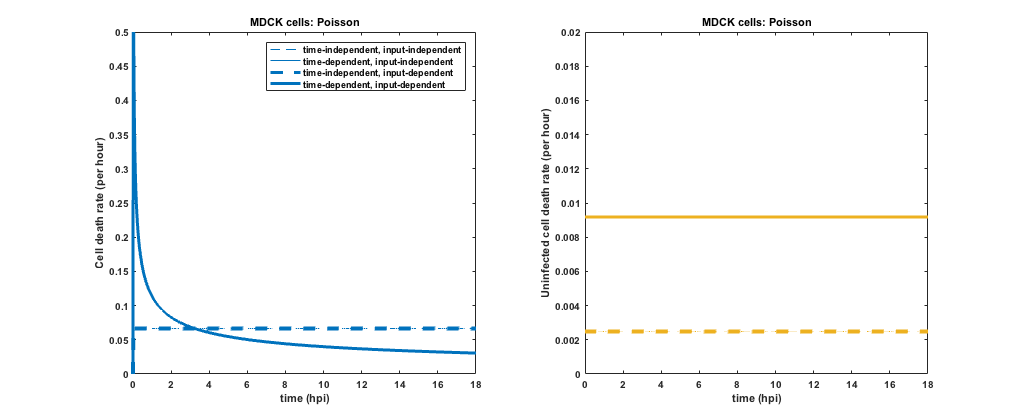 MDCK cells: Poisson
0.5
0.45
0.4
0.35
0.3
0.25
0.2
0.15
0.1
0.05
0
Cell death rate (per hour)
time-independent, input-independent
time-dependent, input-independent
time-independent, input-dependent
time-dependent, input-dependent
0 2 4 6 8 10 12 14 16 18
time (hpi)
MDCK cells: Poisson
0.02
0.018
0.016
0.014
0.012
0.01
0.008
0.006
0.004
0.002
0
Uninfected cell death rate (per hour)
0 2 4 6 8 10 12 14 16 18
time (hpi)